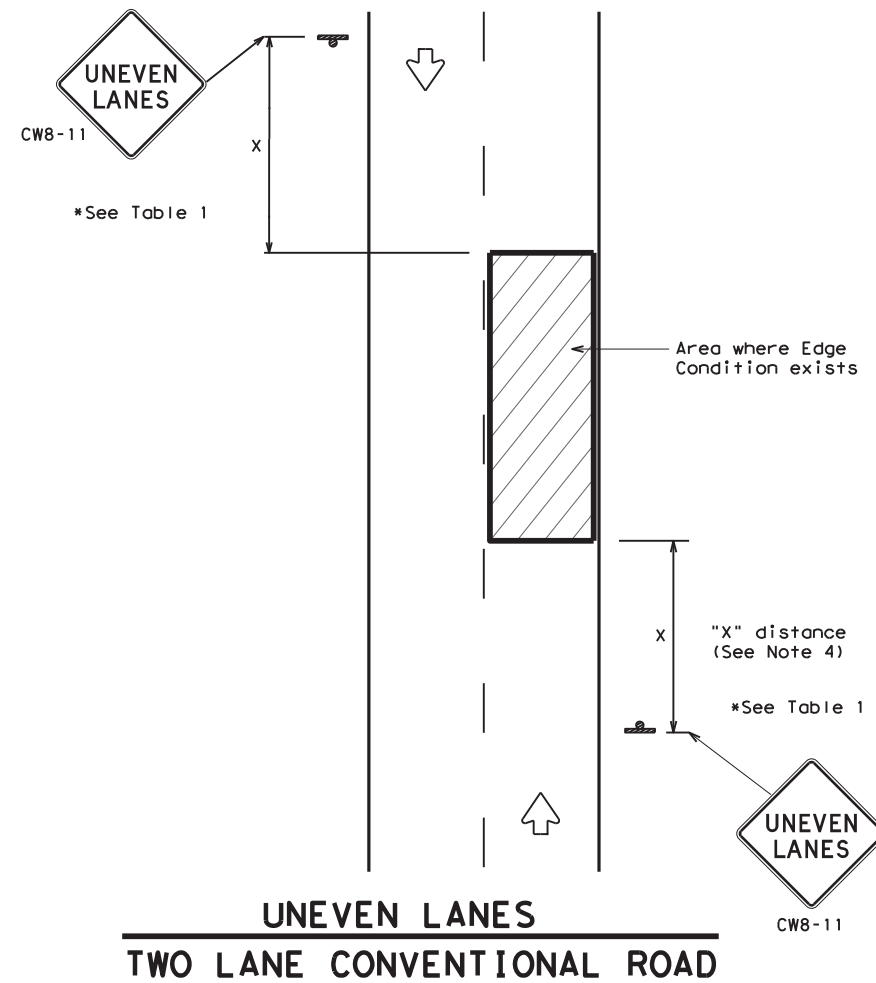 UNEVEN
LANES
CW8-11
X
*See Table 1
Area where Edge
Condition exists
X
"X" distance
(See Note 4)
*See Table 1
UNEVEN
LANES
CW8-11
UNEVEN LANES
TWO LANE CONVENTIONAL ROAD